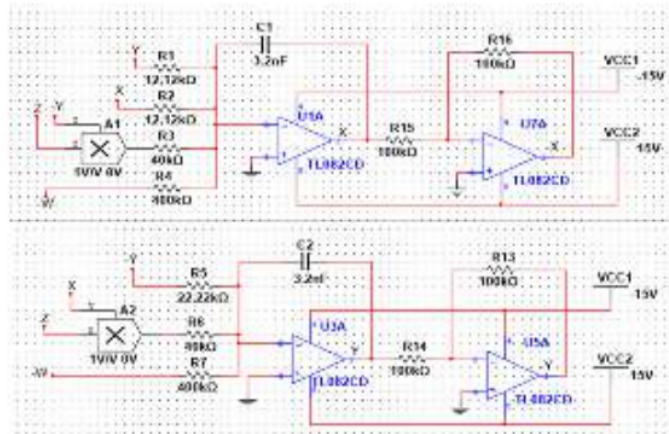 Y
R1
12.12kΩ
X
R2
12.12kΩ
Z
-Y
A1
R3
40kΩ
1V/V 0V
R4
400kΩ
-W
C1
3.2nF
U1A
X
TL082CD
R15
100kΩ
R16
100kΩ
U7A
TL082CD
VCC1
-15V
VCC2
15V
Y
R5
22.22kΩ
X
Z
A2
R6
40kΩ
1V/V 0V
R7
400kΩ
C2
3.2nF
U3A
Y
TL082CD
R14
100kΩ
R13
100kΩ
U5A
TL082CD
VCC1
-15V
VCC2
15V